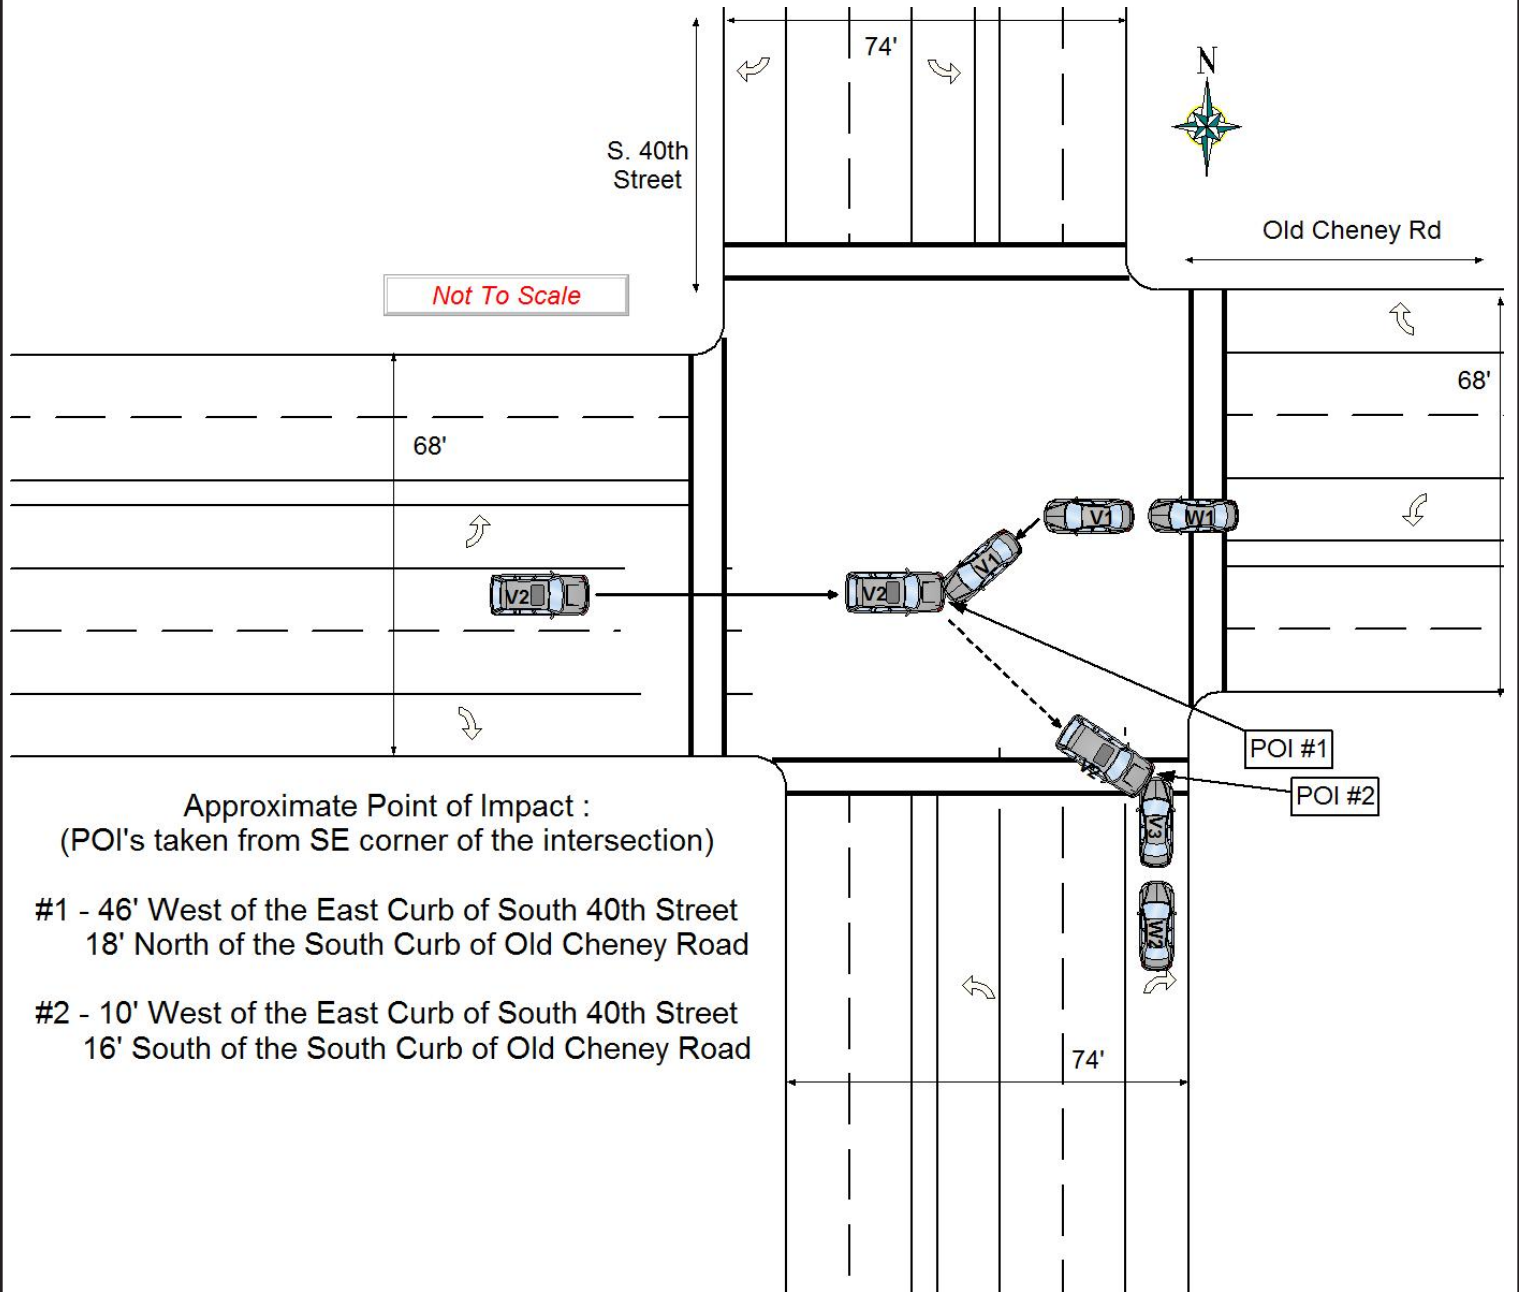 74'
N
S. 40th
Street
Old Cheney Rd
Not To Scale
68'
68'
V1
W1
V1
V2
V2
POI #1
V2
POI #2
V3
Approximate Point of Impact :
(POI's taken from SE corner of the intersection)
#1 - 46' West of the East Curb of South 40th Street
18' North of the South Curb of Old Cheney Road
W2
#2 - 10' West of the East Curb of South 40th Street
16' South of the South Curb of Old Cheney Road
74'